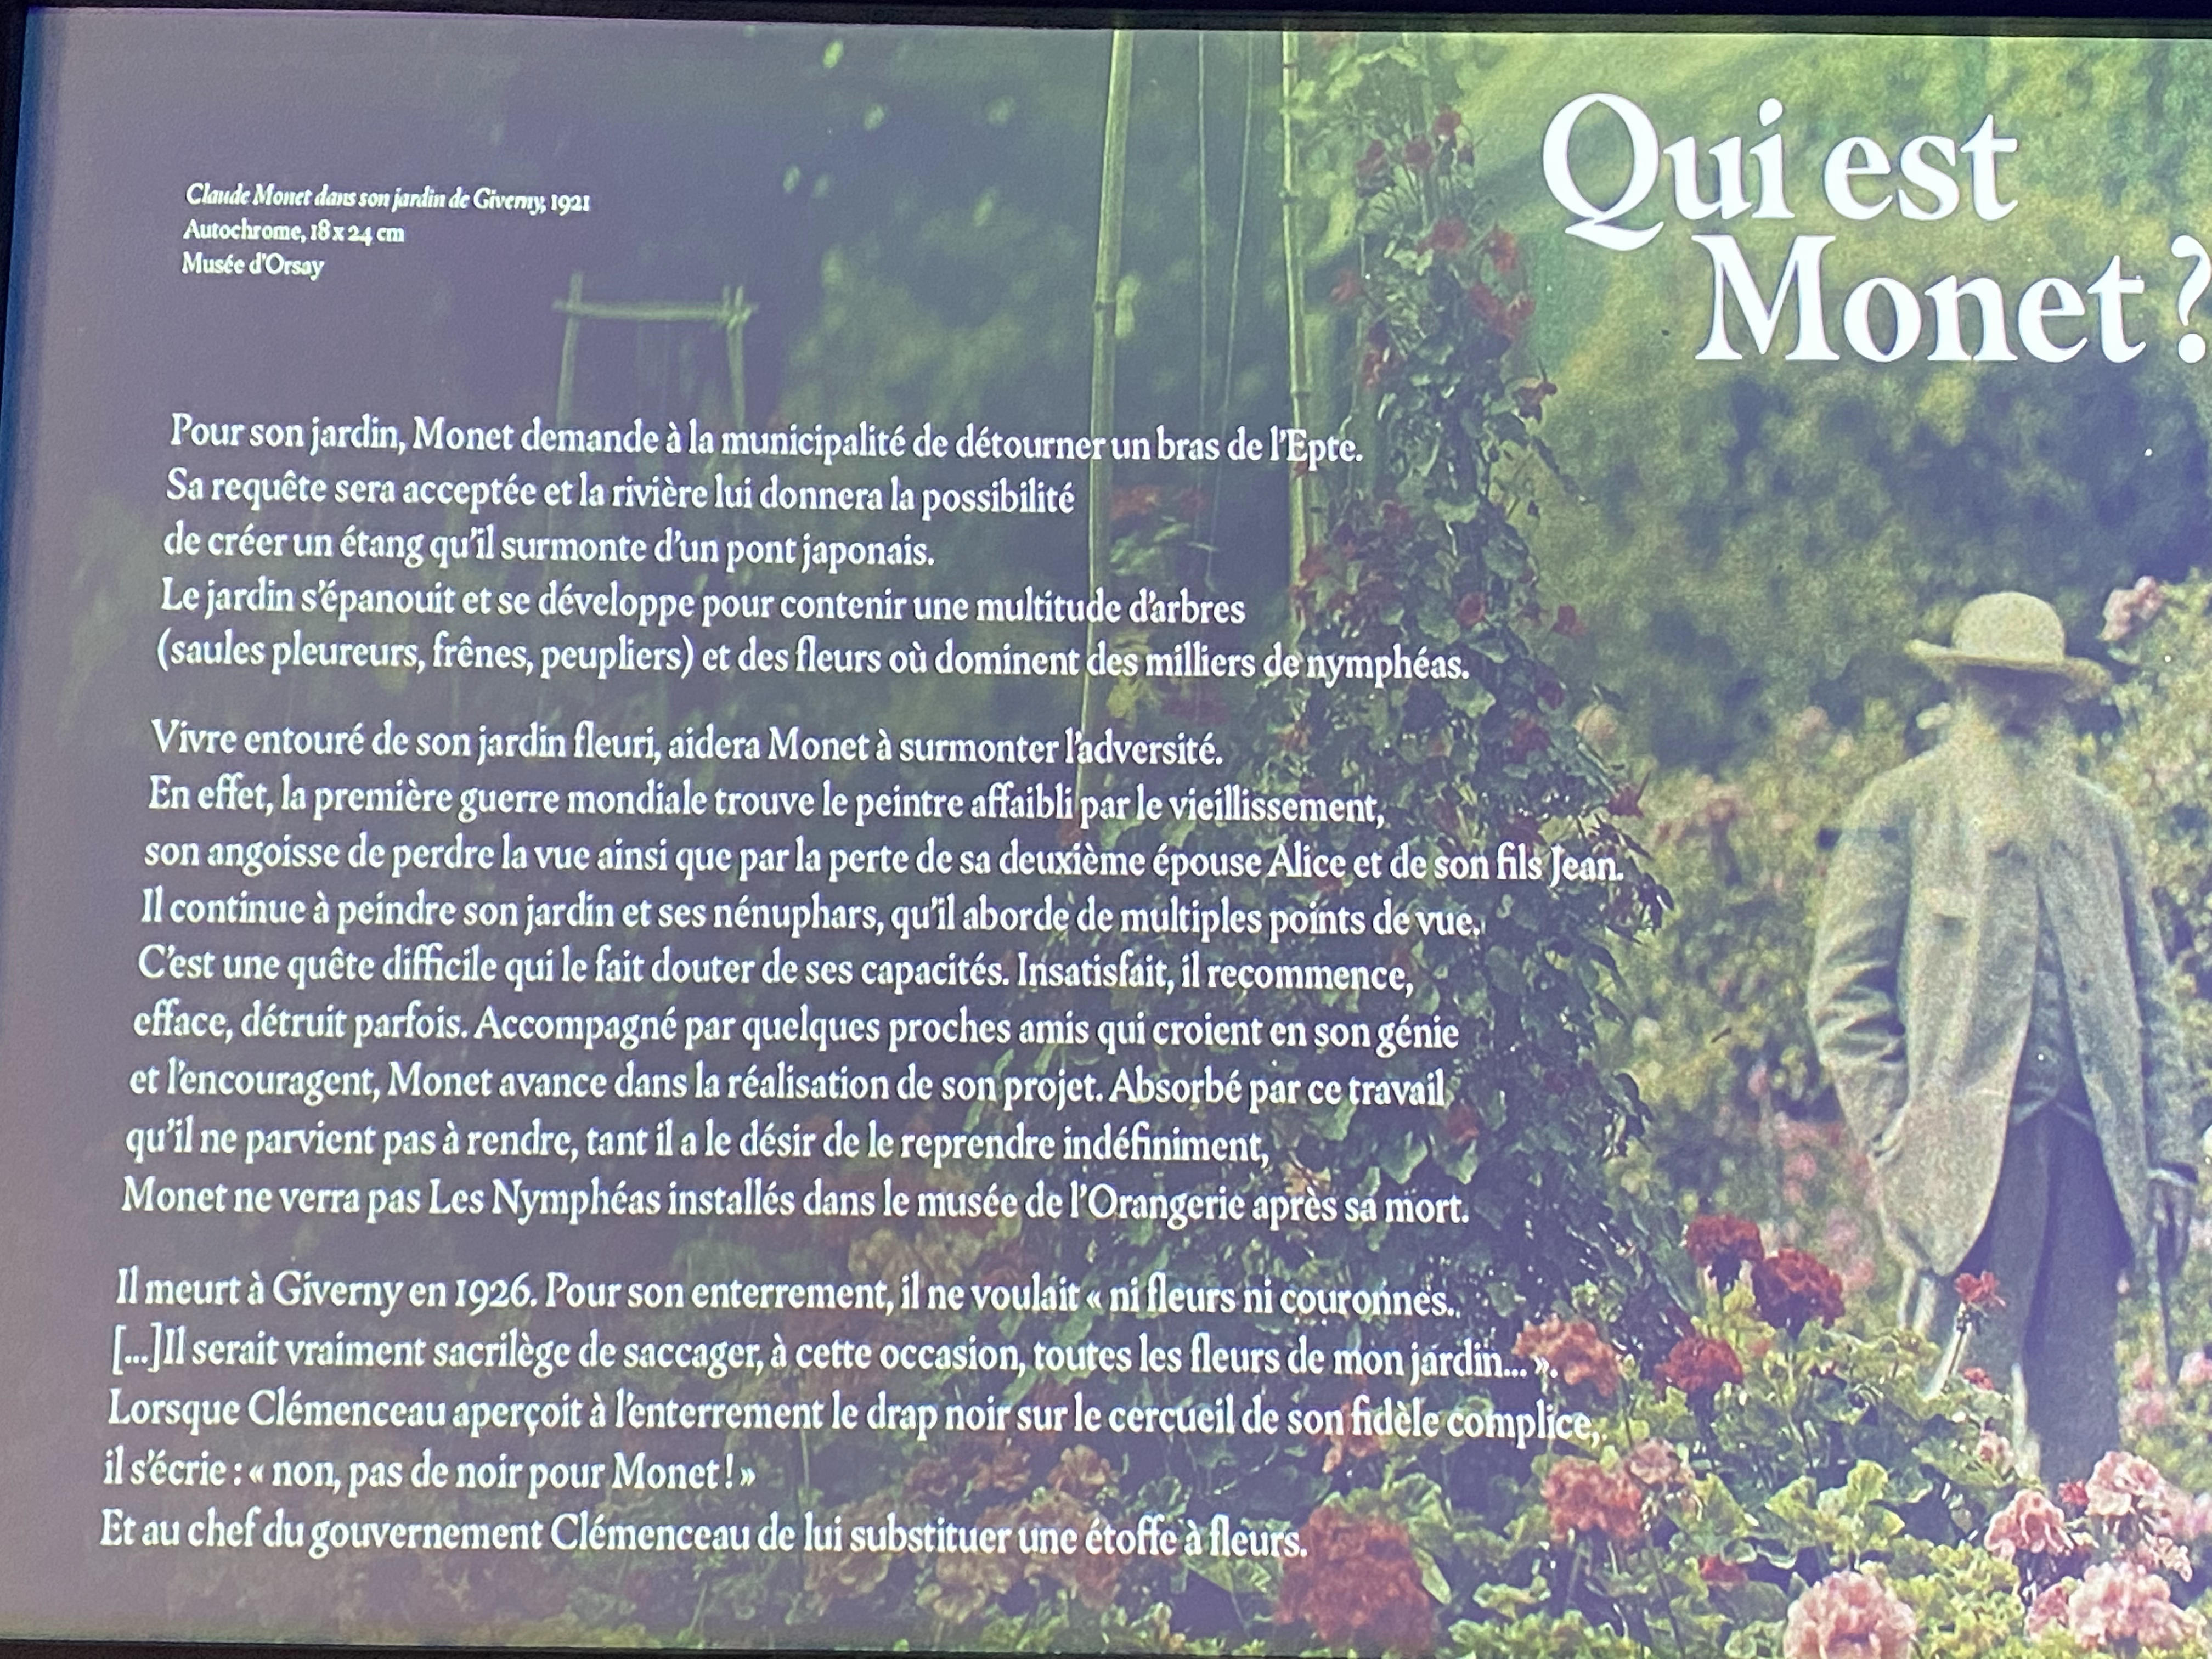 Qui est
Monet ?
Claude Monet dans son jardin de Giverny, 1921
Autochrome, 18 x 24 cm
Musée d'Orsay
Pour son jardin, Monet demande à la municipalité de détourner un bras de l'Epte.
Sa requête sera acceptée et la rivière lui donnera la possibilité
de créer un étang qu'il surmonte d'un pont japonais.
Le jardin s'épanouit et se développe pour contenir une multitude d'arbres
(saules pleureurs, frênes, peupliers) et des fleurs où dominent des milliers de nymphéas.
Vivre entouré de son jardin fleuri, aidera Monet à surmonter l'adversité.
En effet, la première guerre mondiale trouve le peintre affaibli par le vieillissement,
son angoisse de perdre la vue ainsi que par la perte de sa deuxième épouse Alice et de son fils Jean.
Il continue à peindre son jardin et ses nénuphars, qu'il aborde de multiples points de vue.
C'est une quête difficile qui le fait douter de ses capacités. Insatisfait, il recommence,
efface, détruit parfois. Accompagné par quelques proches amis qui croient en son génie
et l'encouragent, Monet avance dans la réalisation de son projet. Absorbé par ce travail
qu'il ne parvient pas à rendre, tant il a le désir de le reprendre indéfiniment,
Monet ne verra pas Les Nymphéas installés dans le musée de l'Orangerie après sa mort.
Il meurt à Giverny en 1926. Pour son enterrement, il ne voulait « ni fleurs ni couronnes..
[...]Il serait vraiment sacrilège de saccager, à cette occasion, toutes les fleurs de mon jardin... ».
Lorsque Clémenceau aperçoit à l'enterrement le drap noir sur le cercueil de son fidèle complice,
il s'écrie : « non, pas de noir pour Monet ! »
Et au chef du gouvernement Clémenceau de lui substituer une étoffe à fleurs.